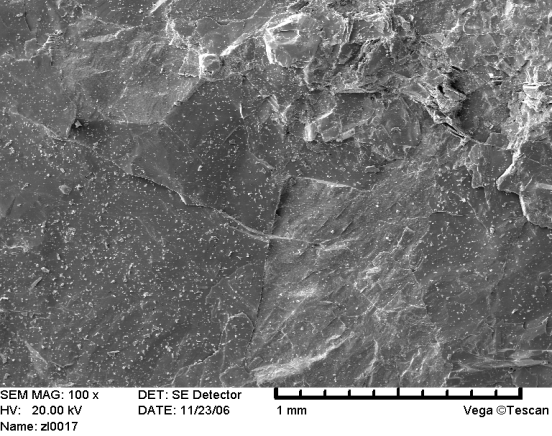 SEM MAG: 100 x DET: SE Detector
HV: 20.00 kV DATE: 11/23/06 1 mm Vega ©Tescan
Name: zl0017